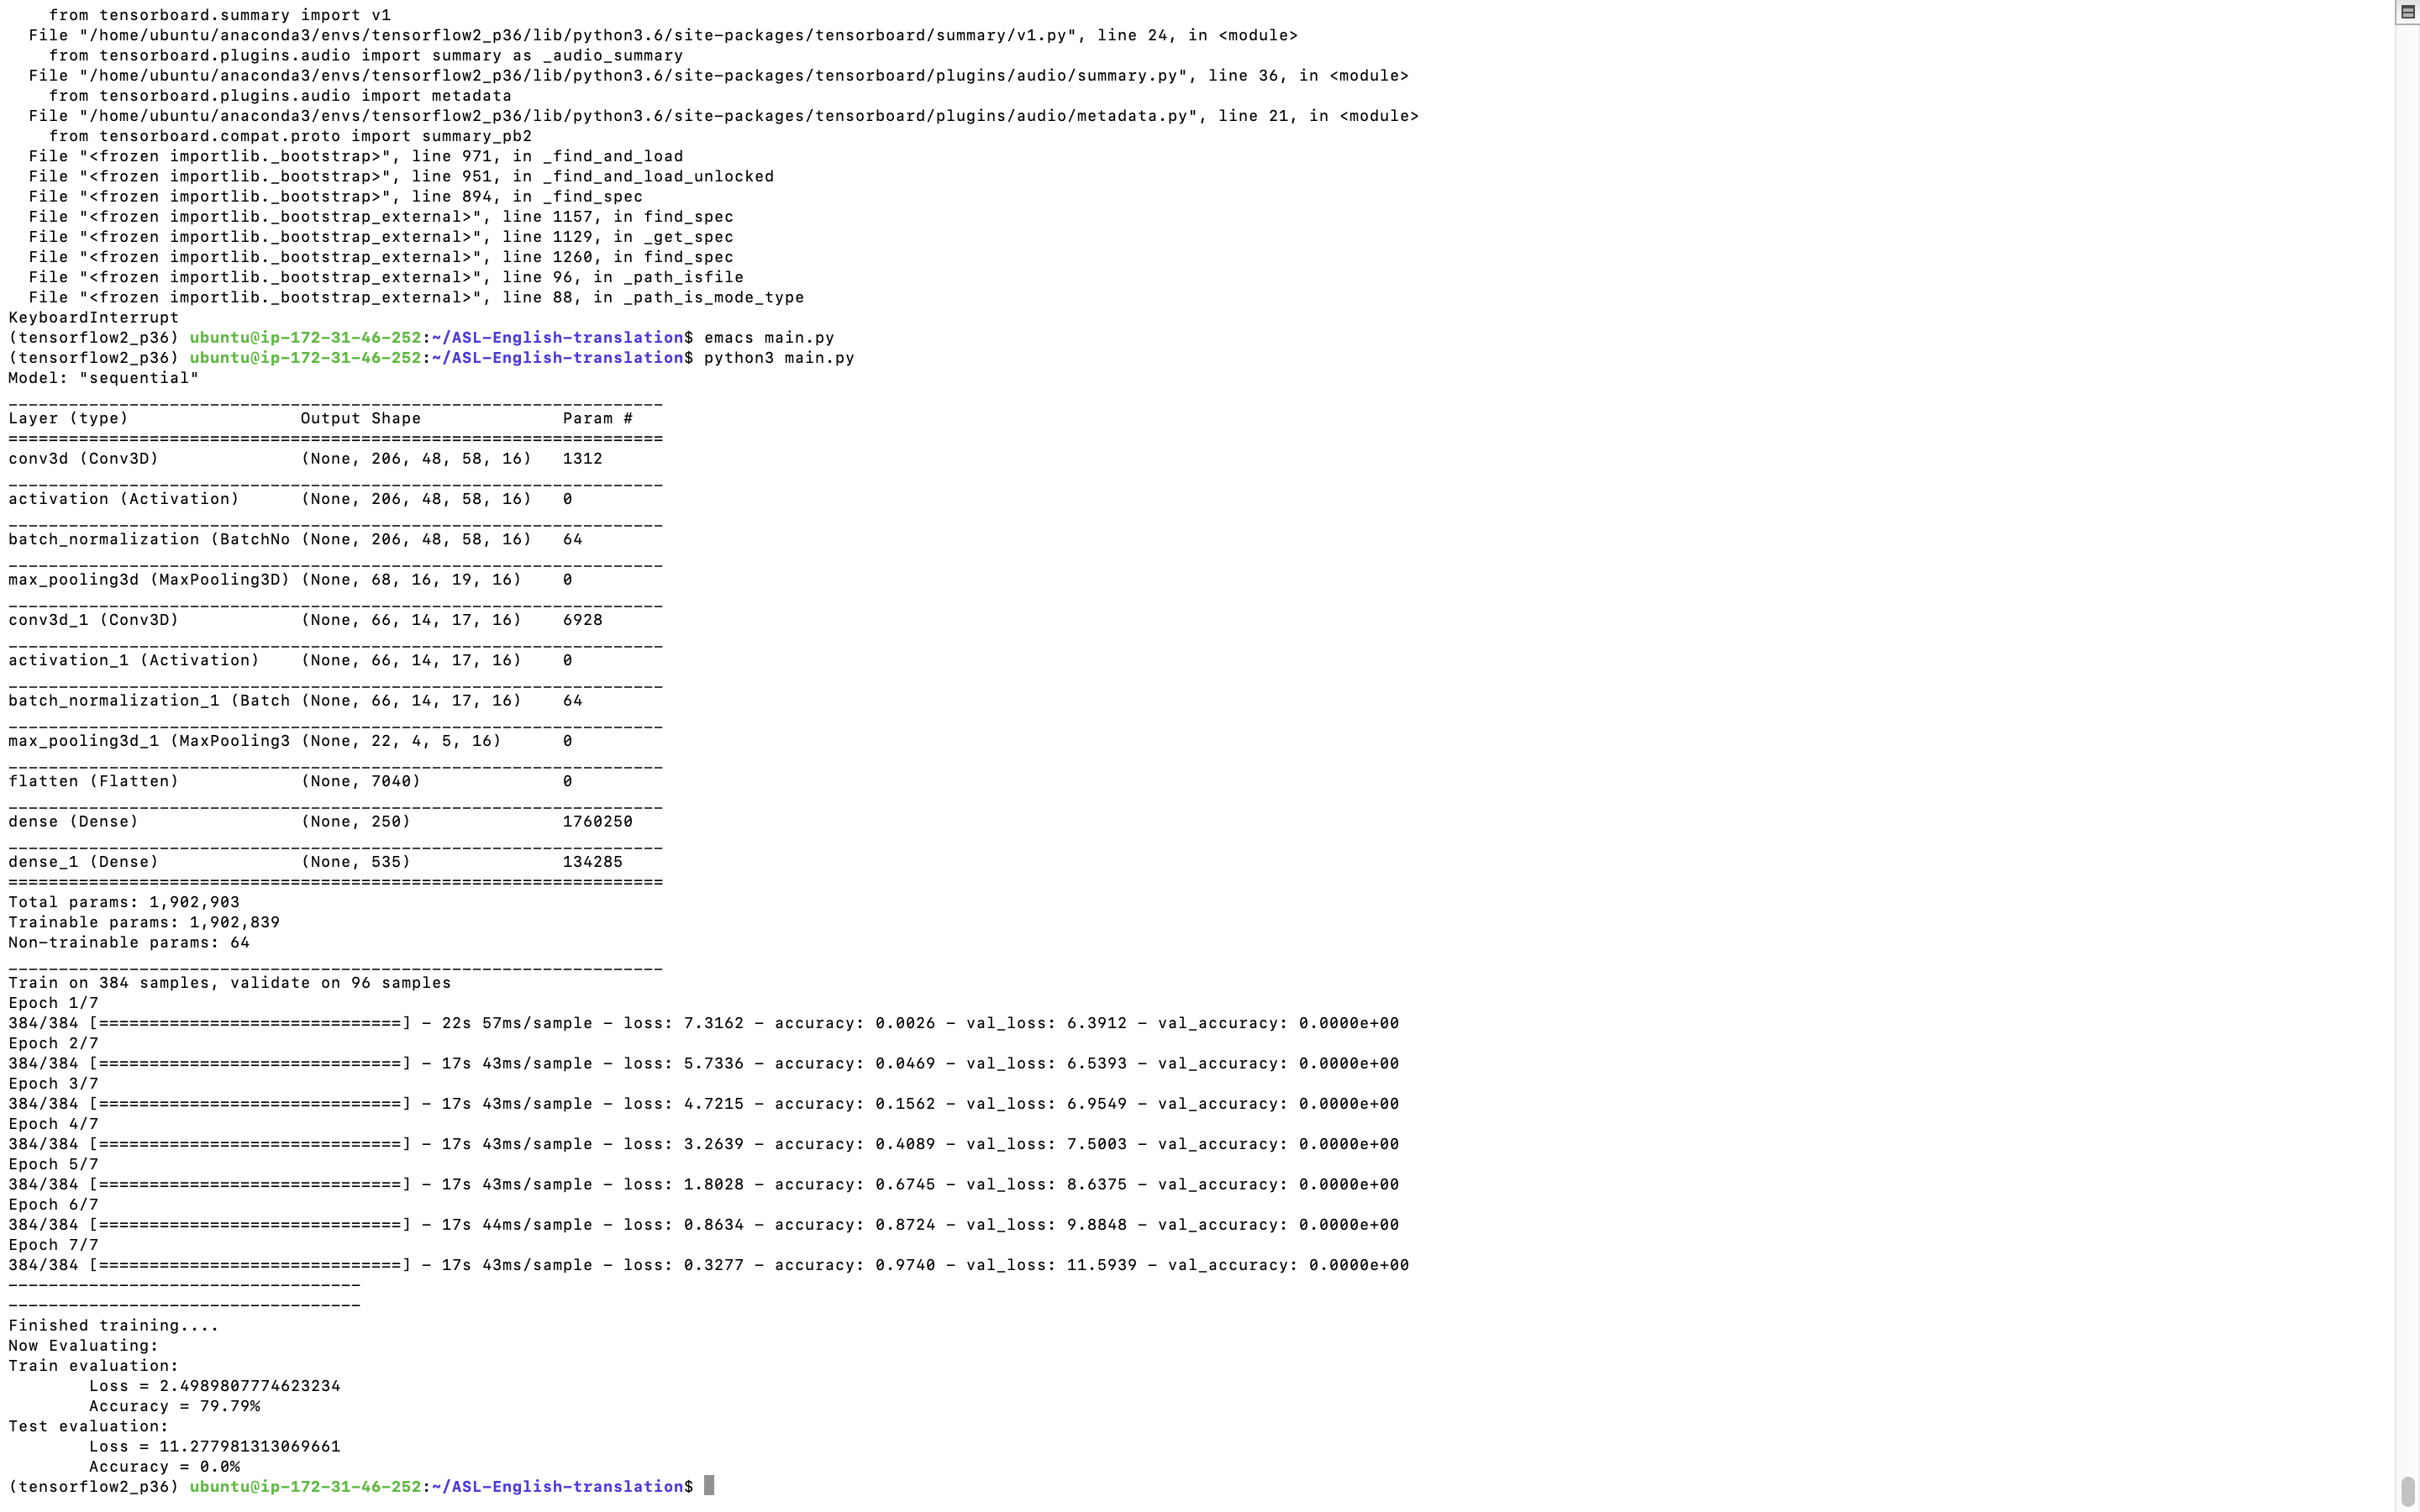 from tensorboard.summary import v1
  File "/home/ubuntu/anaconda3/envs/tensorflow2_p36/lib/python3.6/site-packages/tensorboard/summary/v1.py", line 24, in <module>
    from tensorboard.plugins.audio import summary as _audio_summary
  File "/home/ubuntu/anaconda3/envs/tensorflow2_p36/lib/python3.6/site-packages/tensorboard/plugins/audio/summary.py", line 36, in <module>
    from tensorboard.plugins.audio import metadata
  File "/home/ubuntu/anaconda3/envs/tensorflow2_p36/lib/python3.6/site-packages/tensorboard/plugins/audio/metadata.py", line 21, in <module>
    from tensorboard.compat.proto import summary_pb2
  File "<frozen importlib._bootstrap>", line 971, in _find_and_load
  File "<frozen importlib._bootstrap>", line 951, in _find_and_load_unlocked
  File "<frozen importlib._bootstrap>", line 894, in _find_spec
  File "<frozen importlib._bootstrap_external>", line 1157, in find_spec
  File "<frozen importlib._bootstrap_external>", line 1129, in _get_spec
  File "<frozen importlib._bootstrap_external>", line 1260, in find_spec
  File "<frozen importlib._bootstrap_external>", line 96, in _path_isfile
  File "<frozen importlib._bootstrap_external>", line 88, in _path_is_mode_type
KeyboardInterrupt
(tensorflow2_p36) ubuntu@ip-172-31-46-252:~/ASL-English-translation$ emacs main.py
(tensorflow2_p36) ubuntu@ip-172-31-46-252:~/ASL-English-translation$ python3 main.py
Model: "sequential"
_________________________________________________________________
Layer (type)                 Output Shape              Param #
=================================================================
conv3d (Conv3D)              (None, 206, 48, 58, 16)   1312
_________________________________________________________________
activation (Activation)      (None, 206, 48, 58, 16)   0
_________________________________________________________________
batch_normalization (BatchNo (None, 206, 48, 58, 16)   64
_________________________________________________________________
max_pooling3d (MaxPooling3D) (None, 68, 16, 19, 16)    0
_________________________________________________________________
conv3d_1 (Conv3D)            (None, 66, 14, 17, 16)    6928
_________________________________________________________________
activation_1 (Activation)    (None, 66, 14, 17, 16)    0
_________________________________________________________________
batch_normalization_1 (Batch (None, 66, 14, 17, 16)    64
_________________________________________________________________
max_pooling3d_1 (MaxPooling3 (None, 22, 4, 5, 16)      0
_________________________________________________________________
flatten (Flatten)            (None, 7040)              0
_________________________________________________________________
dense (Dense)                (None, 250)               1760250
_________________________________________________________________
dense_1 (Dense)              (None, 535)               134285
=================================================================
Total params: 1,902,903
Trainable params: 1,902,839
Non-trainable params: 64
_________________________________________________________________
Train on 384 samples, validate on 96 samples
Epoch 1/7
384/384 [==============================] - 22s 57ms/sample - loss: 7.3162 - accuracy: 0.0026 - val_loss: 6.3912 - val_accuracy: 0.0000e+00
Epoch 2/7
384/384 [==============================] - 17s 43ms/sample - loss: 5.7336 - accuracy: 0.0469 - val_loss: 6.5393 - val_accuracy: 0.0000e+00
Epoch 3/7
384/384 [==============================] - 17s 43ms/sample - loss: 4.7215 - accuracy: 0.1562 - val_loss: 6.9549 - val_accuracy: 0.0000e+00
Epoch 4/7
384/384 [==============================] - 17s 43ms/sample - loss: 3.2639 - accuracy: 0.4089 - val_loss: 7.5003 - val_accuracy: 0.0000e+00
Epoch 5/7
384/384 [==============================] - 17s 43ms/sample - loss: 1.8028 - accuracy: 0.6745 - val_loss: 8.6375 - val_accuracy: 0.0000e+00
Epoch 6/7
384/384 [==============================] - 17s 44ms/sample - loss: 0.8634 - accuracy: 0.8724 - val_loss: 9.8848 - val_accuracy: 0.0000e+00
Epoch 7/7
384/384 [==============================] - 17s 43ms/sample - loss: 0.3277 - accuracy: 0.9740 - val_loss: 11.5939 - val_accuracy: 0.0000e+00
-----------------------------------
-----------------------------------
Finished training....
Now Evaluating:
Train evaluation:
        Loss = 2.4989807774623234
        Accuracy = 79.79%
Test evaluation:
        Loss = 11.277981313069661
        Accuracy = 0.0%
(tensorflow2_p36) ubuntu@ip-172-31-46-252:~/ASL-English-translation$